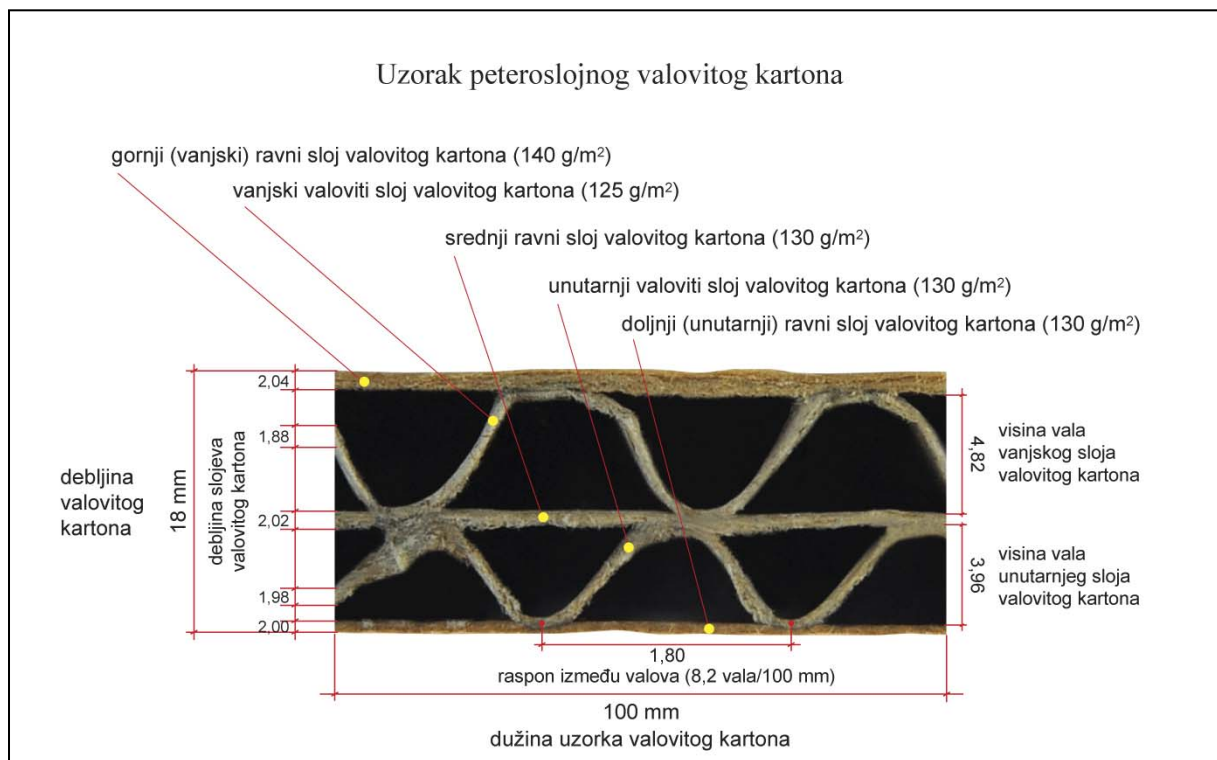 Uzorak peteroslojnog valovitog kartona
gornji (vanjski) ravni sloj valovitog kartona (140 g/m²)
vanjski valoviti sloj valovitog kartona (125 g/m²)
srednji ravni sloj valovitog kartona (130 g/m²)
unutarnji valoviti sloj valovitog kartona (130 g/m²)
doljnji (unutarnji) ravni sloj valovitog kartona (130 g/m²)
debljina
valovitog
kartona
18 mm
debljina slojeva
valovitog kartona
2,04
1,88
2,02
1,98
2,00
4,82
visina vala
vanjskog sloja
valovitog kartona
3,96
visina vala
unutarnjeg sloja
valovitog kartona
1,80
raspon između valova (8,2 vala/100 mm)
100 mm
dužina uzorka valovitog kartona